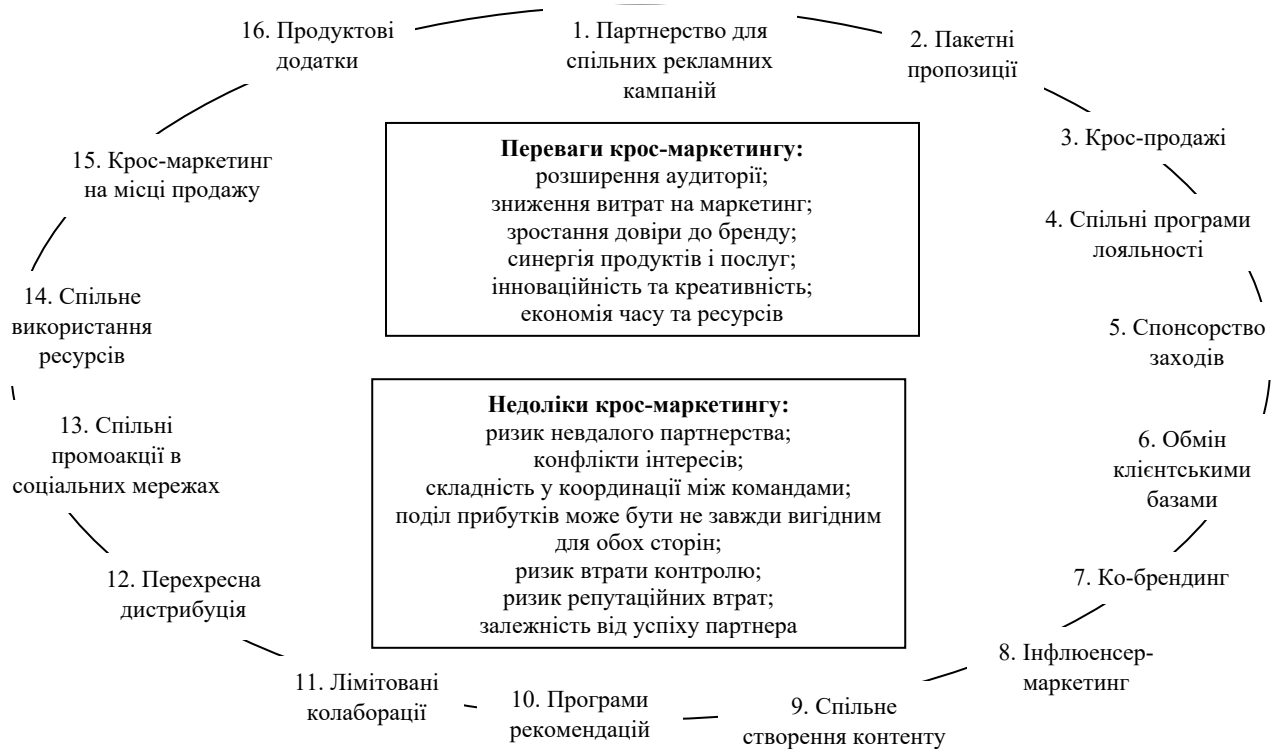 1. Партнерство для
спільних рекламних
кампаній
2. Пакетні
пропозиції
3. Крос-продажі
4. Спільні програми
лояльності
5. Спонсорство
заходів
6. Обмін
клієнтськими
базами
7. Ко-брендинг
8. Інфлюенсер-
маркетинг
9. Спільне
створення контенту
10. Програми
рекомендацій
11. Лімітовані
колаборації
12. Перехресна
дистрибуція
13. Спільні
промоакції в
соціальних мережах
14. Спільне
використання
ресурсів
15. Крос-маркетинг
на місці продажу
16. Продуктові
додатки
Переваги крос-маркетингу:
розширення аудиторії;
зниження витрат на маркетинг;
зростання довіри до бренду;
синергія продуктів і послуг;
інноваційність та креативність;
економія часу та ресурсів
Недоліки крос-маркетингу:
ризик невдалого партнерства;
конфлікти інтересів;
складність у координації між командами;
поділ прибутків може бути не завжди вигідним
для обох сторін;
ризик втрати контролю;
ризик репутаційних втрат;
залежність від успіху партнера